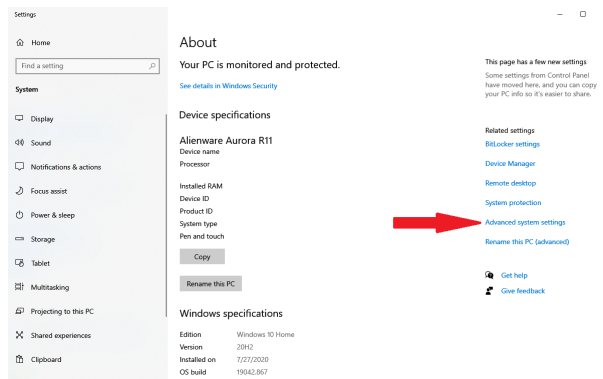 Settings
Home
Find a setting
System
Display
Sound
Notifications & actions
Focus assist
Power & sleep
Storage
Tablet
Multitasking
Projecting to this PC
Shared experiences
Clipboard
About
Your PC is monitored and protected.
See details in Windows Security
Device specifications
Alienware Aurora R11
Device name
Processor
Installed RAM
Device ID
Product ID
System type
Pen and touch
Copy
Rename this PC
Windows specifications
Edition Windows 10 Home
Version 20H2
Installed on 7/27/2020
OS build 19042.867
This page has a few new settings
Some settings from Control Panel
have moved here, and you can copy
your PC info so it's easier to share.
Related settings
BitLocker settings
Device Manager
Remote desktop
System protection
Advanced system settings
Rename this PC (advanced)
Get help
Give feedback